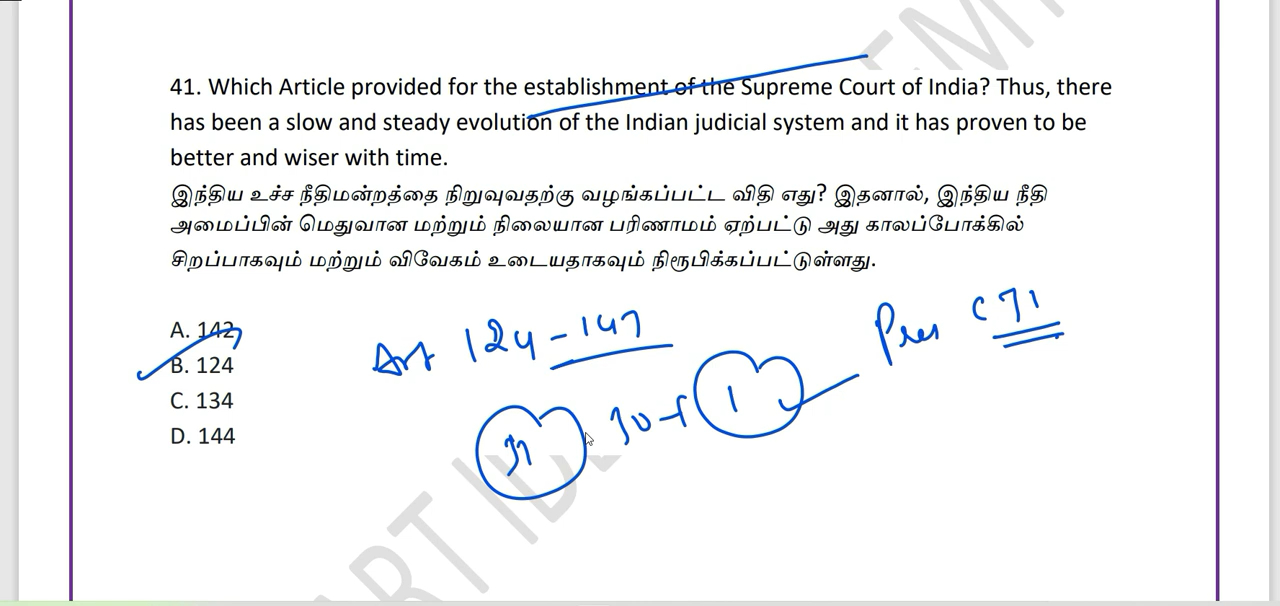 41. Which Article provided for the establishment of the Supreme Court of India? Thus, there
has been a slow and steady evolution of the Indian judicial system and it has proven to be
better and wiser with time.
இந்திய உச்ச நீதிமன்றத்தை நிறுவுவதற்கு வழங்கப்பட்ட விதி எது? இதனால், இந்திய நீதி
அமைப்பின் மெதுவான மற்றும் நிலையான பரிணாமம் ஏற்பட்டு அது காலப்போக்கில்
சிறப்பாகவும் மற்றும் விவேகம் உடையதாகவும் நிரூபிக்கப்பட்டுள்ளது.
A. 142
B. 124
C. 134
D. 144
Art 124 - 147
30 + 1
31